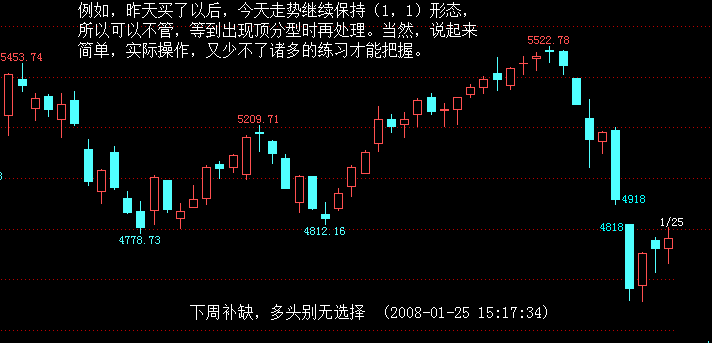 例如，昨天买了以后，今天走势继续保持（1，1）形态，
所以可以不管，等到出现顶分型时再处理。当然，说起来
简单，实际操作，又少不了诸多的练习才能把握。
5453.74
5522.78
5209.71
4918
4818
1/25
4778.73
4812.16
下周补缺，多头别无选择 (2008-01-25 15:17:34)